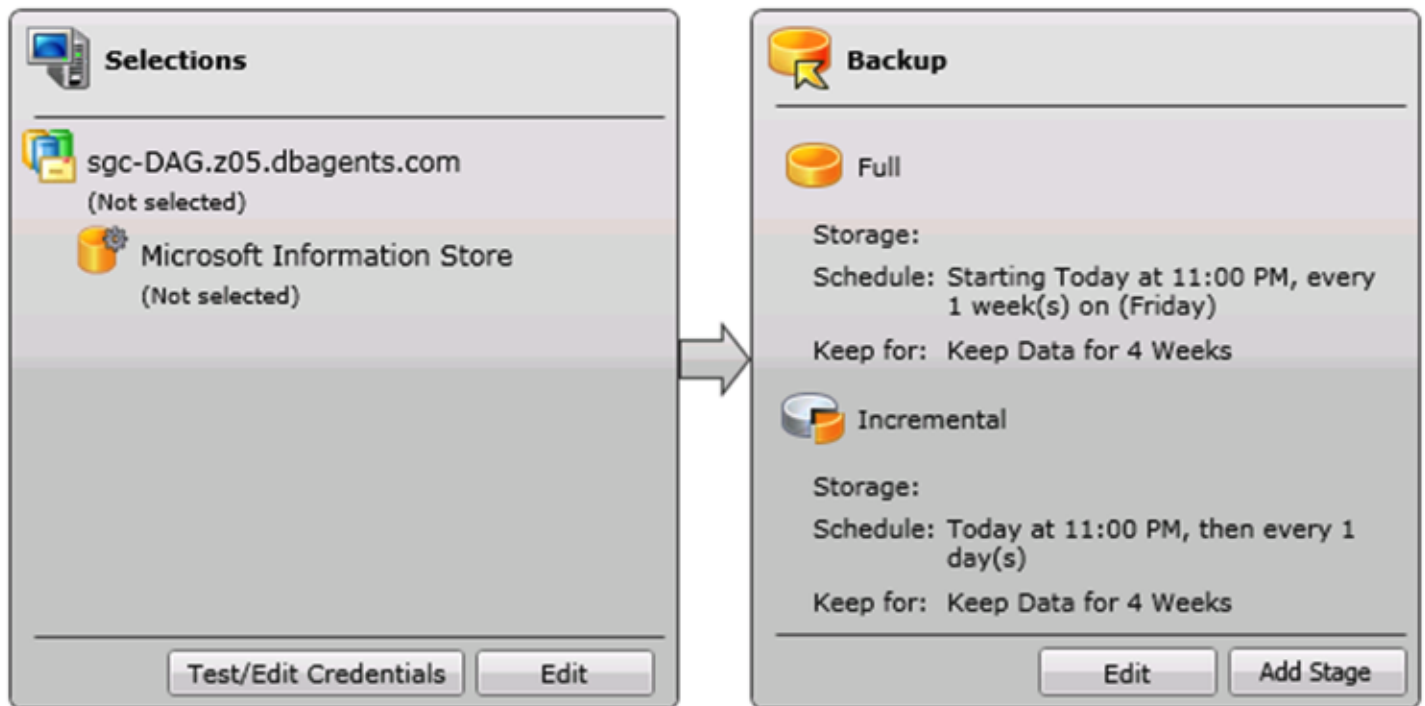 Selections
sgc-DAG.z05.dbagents.com
(Not selected)
Microsoft Information Store
(Not selected)
Test/Edit Credentials
Edit
Backup
Full
Storage:
Schedule: Starting Today at 11:00 PM, every
1 week(s) on (Friday)
Keep for: Keep Data for 4 Weeks
Incremental
Storage:
Schedule: Today at 11:00 PM, then every 1
day(s)
Keep for: Keep Data for 4 Weeks
Edit
Add Stage